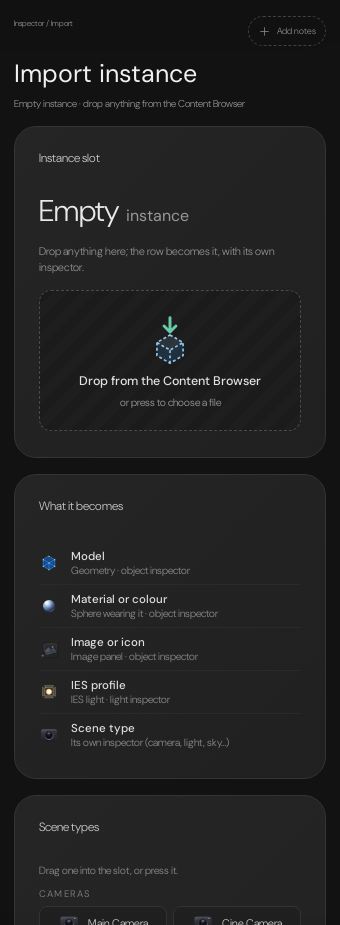 Inspector / Import
Add notes
Import instance
Empty instance · drop anything from the Content Browser
Instance slot
Empty instance
Drop anything here; the row becomes it, with its own
inspector.
Drop from the Content Browser
or press to choose a file
What it becomes
Model
Geometry · object inspector
Material or colour
Sphere wearing it · object inspector
Image or icon
Image panel · object inspector
IES profile
IES light · light inspector
Scene type
Its own inspector (camera, light, sky...)
Scene types
Drag one into the slot, or press it.
CAMERAS
Main Camera
Cine Camera